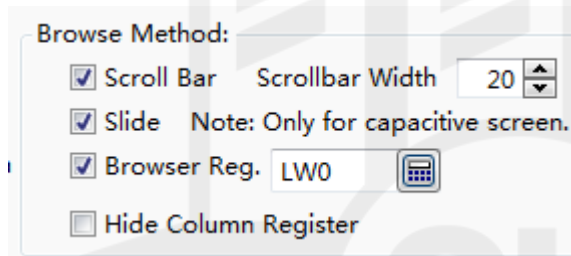 Browse Method:
Scroll Bar Scrollbar Width 20
Slide Note: Only for capacitive screen.
Browser Reg. LW0
Hide Column Register